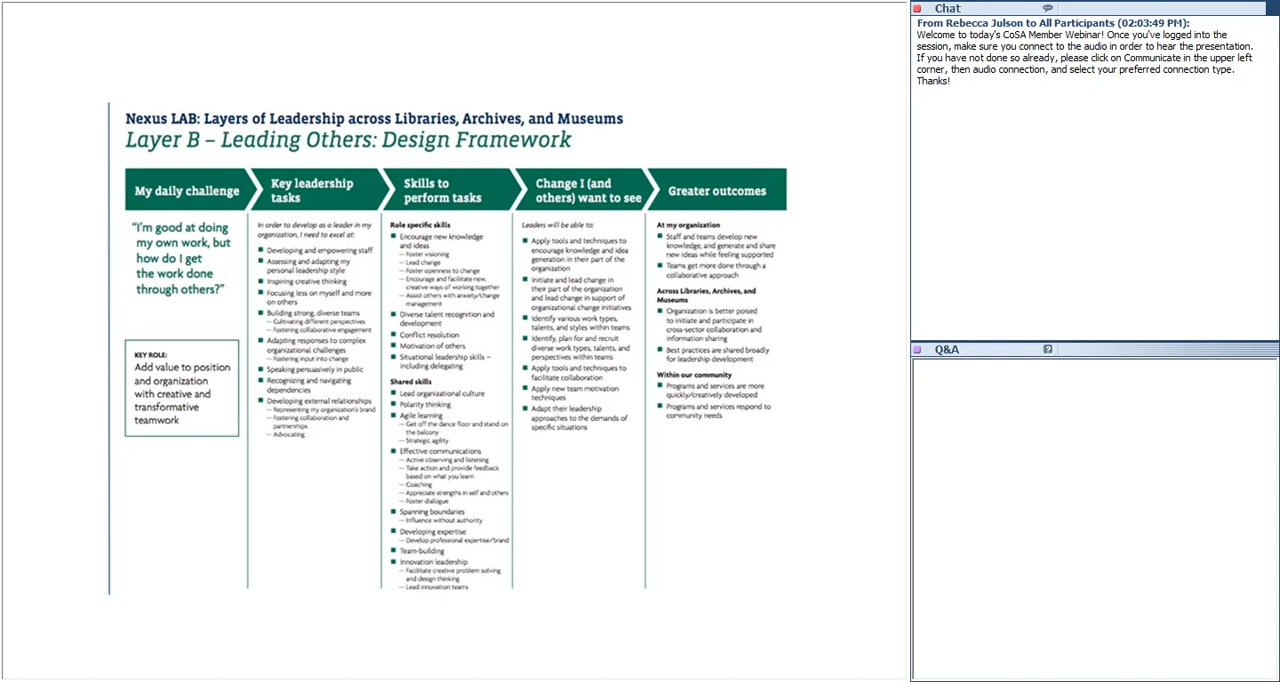 Nexus LAB: Layers of Leadership across Libraries, Archives, and Museums
Layer B – Leading Others: Design Framework
My daily challenge
"I'm good at doing
my own work, but
how do I get
the work done
through others?"
KEY ROLE:
Add value to position
and organization
with creative and
transformative
teamwork
Key leadership
tasks
In order to develop as a leader in my
organization, I need to excel at:
■ Developing and empowering staff
■ Assessing and adapting my
personal leadership style
■ Inspiring creative thinking
■ Focusing less on myself and more
on others
■ Building strong, diverse teams
— Cultivating different perspectives
— Fostering collaborative engagement
■ Adapting responses to complex
organizational challenges
— Fostering input into change
■ Speaking persuasively in public
■ Recognizing and navigating
dependencies
■ Developing external relationships
— Representing my organization's brand
— Fostering collaboration and
partnerships
— Advocating
Skills to
perform tasks
Role specific skills
■ Encourage new knowledge
and ideas
— Foster visioning
— Lead change
— Foster openness to change
— Encourage and facilitate new,
creative ways of working together
— Assist others with anxiety/change
management
■ Diverse talent recognition and
development
■ Conflict resolution
■ Motivation of others
■ Situational leadership skills –
including delegating
Shared skills
■ Lead organizational culture
■ Polarity thinking
■ Agile learning
— Get off the dance floor and stand on
the balcony
— Strategic agility
■ Effective communications
— Active observing and listening
— Take action and provide feedback
based on what you learn
— Coaching
— Appreciate strengths in self and others
— Foster dialogue
■ Spanning boundaries
— Influence without authority
■ Developing expertise
— Develop professional expertise/brand
■ Team-building
■ Innovation leadership
— Facilitate creative problem solving
and design thinking
— Lead innovation teams
Change I (and
others) want to see
Leaders will be able to:
■ Apply tools and techniques to
encourage knowledge and idea
generation in their part of the
organization
■ Initiate and lead change in
their part of the organization
and lead change in support of
organizational change initiatives
■ Identify various work types,
talents, and styles within teams
■ Identify, plan for and recruit
diverse work types, talents, and
perspectives within teams
■ Apply tools and techniques to
facilitate collaboration
■ Apply new team motivation
techniques
■ Adapt their leadership
approaches to the demands of
specific situations
Greater outcomes
At my organization
■ Staff and teams develop new
knowledge, and generate and share
new ideas while feeling supported
■ Teams get more done through a
collaborative approach
Across Libraries, Archives, and
Museums
■ Organization is better poised
to initiate and participate in
cross-sector collaboration and
information sharing
■ Best practices are shared broadly
for leadership development
Within our community
■ Programs and services are more
quickly/creatively developed
■ Programs and services respond to
community needs
Chat
From Rebecca Julson to All Participants (02:03:49 PM):
Welcome to today's CoSA Member Webinar! Once you've logged into the
session, make sure you connect to the audio in order to hear the presentation.
If you have not done so already, please click on Communicate in the upper left
corner, then audio connection, and select your preferred connection type.
Thanks!
Q&A